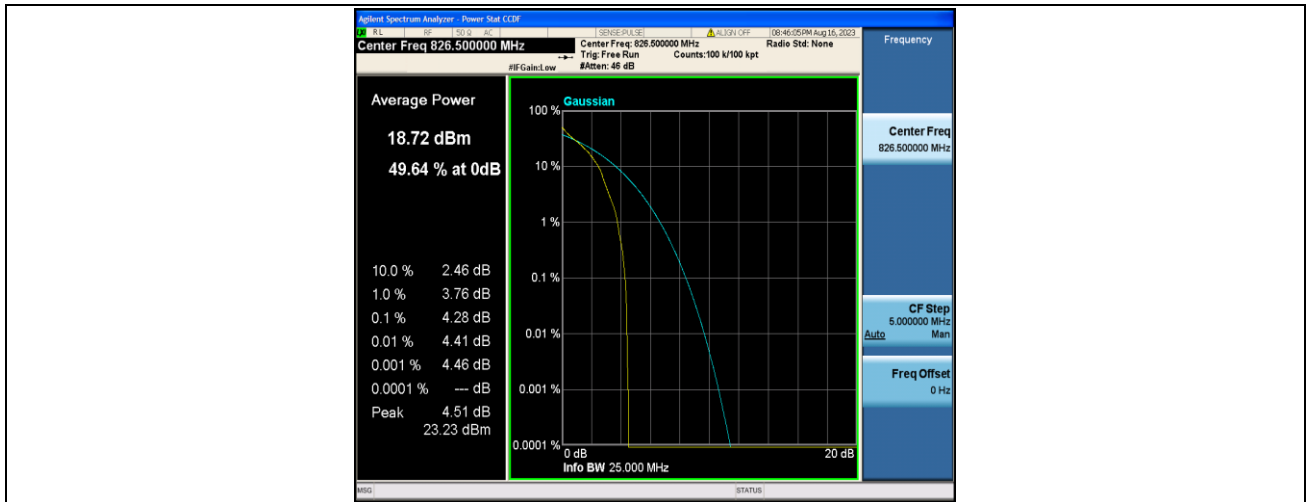 Agilent Spectrum Analyzer - Power Stat CCDF
RL RF 50 Ω AC SENSE:PULSE ALIGN OFF 08:46:05 PM Aug 16, 2023
Center Freq 826.500000 MHz
Center Freq: 826.500000 MHz Radio Std: None
Trig: Free Run Counts:100 k/100 kpt
#IFGain:Low #Atten: 46 dB
Frequency
Average Power
18.72 dBm
49.64 % at 0dB
10.0 % 2.46 dB
1.0 % 3.76 dB
0.1 % 4.28 dB
0.01 % 4.41 dB
0.001 % 4.46 dB
0.0001 % --- dB
Peak 4.51 dB
23.23 dBm
Gaussian
100 %
10 %
1 %
0.1 %
0.01 %
0.001 %
0.0001 %
0 dB 20 dB
Info BW 25.000 MHz
Center Freq
826.500000 MHz
CF Step
5.000000 MHz
Auto Man
Freq Offset
0 Hz
MSG STATUS